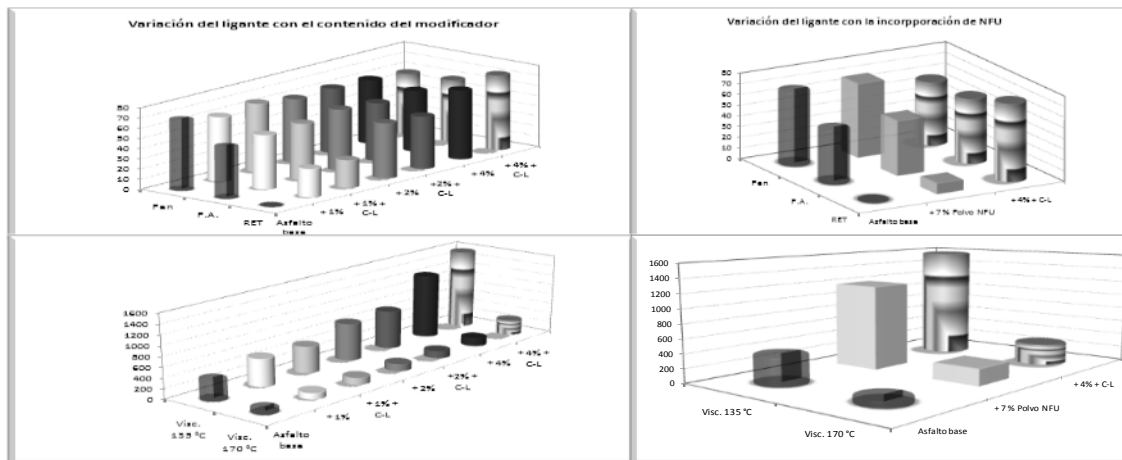 Variación del ligante con el contenido del modificador
80
70
60
50
40
30
20
10
0
Pen
P.A.
RET
Asfalto base
+ 1%
+ 1% + C-L
+ 2%
+2% + C-L
+ 4%
+ 4% + C-L
Variación del ligante con la incorpporación de NFU
80
70
60
50
40
30
20
10
0
Pen
P.A.
RET
Asfalto base
+ 7% Polvo NFU
+ 4% + C-L
1600
1400
1200
1000
800
600
400
200
0
Visc. 135 °C
Visc. 170 °C
Asfalto base
+ 1%
+ 1% + C-L
+ 2%
+2% + C-L
+ 4%
+ 4% + C-L
1600
1400
1200
1000
800
600
400
200
0
Visc. 135 °C
Visc. 170 °C
Asfalto base
+ 7% Polvo NFU
+ 4% + C-L